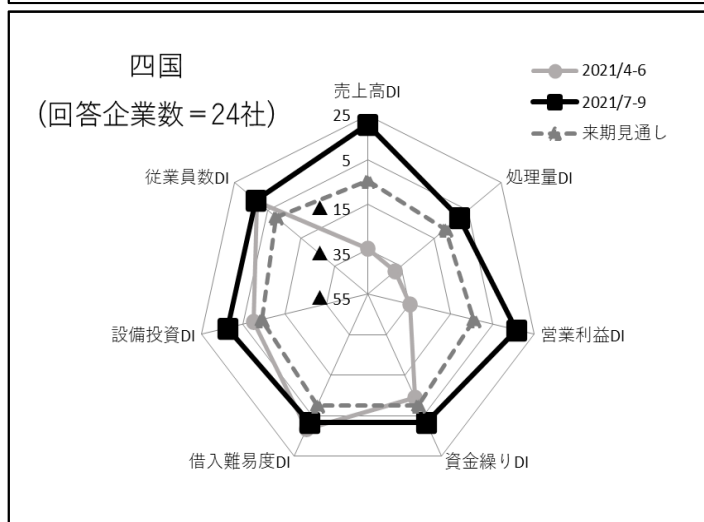 四国
(回答企業数＝24社)
2021/4-6
2021/7-9
来期見通し
売上高DI
処理量DI
営業利益DI
資金繰りDI
借入難易度DI
設備投資DI
従業員数DI
25
5
▲ 15
▲ 35
▲ 55